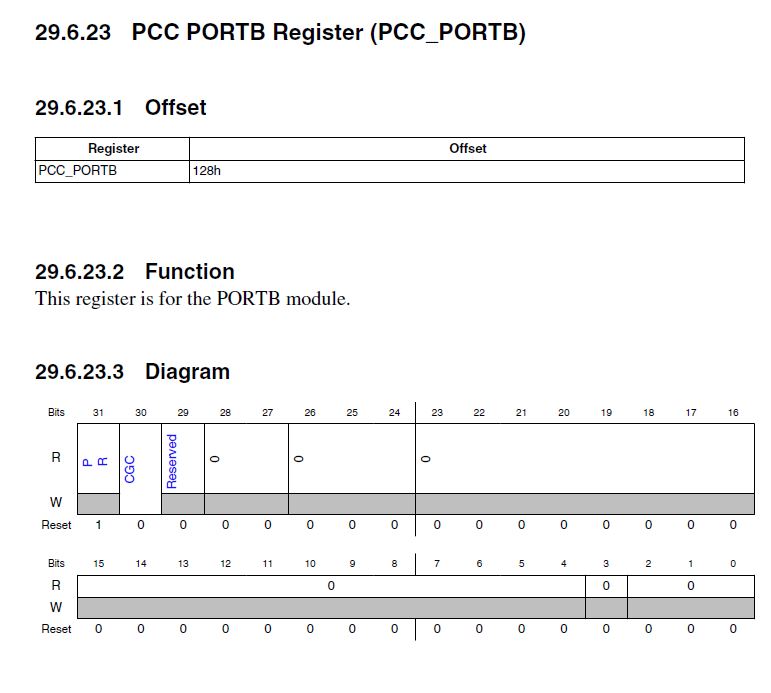 29.6.23 PCC PORTB Register (PCC_PORTB)
29.6.23.1 Offset
Register Offset
PCC_PORTB 128h
29.6.23.2 Function
This register is for the PORTB module.
29.6.23.3 Diagram
Bits 31 30 29 28 27 26 25 24 23 22 21 20 19 18 17 16
R PR CGC Reserved 0 0 0
W
Reset 1 0 0 0 0 0 0 0 0 0 0 0 0 0 0 0
Bits 15 14 13 12 11 10 9 8 7 6 5 4 3 2 1 0
R 0 0 0
W
Reset 0 0 0 0 0 0 0 0 0 0 0 0 0 0 0 0